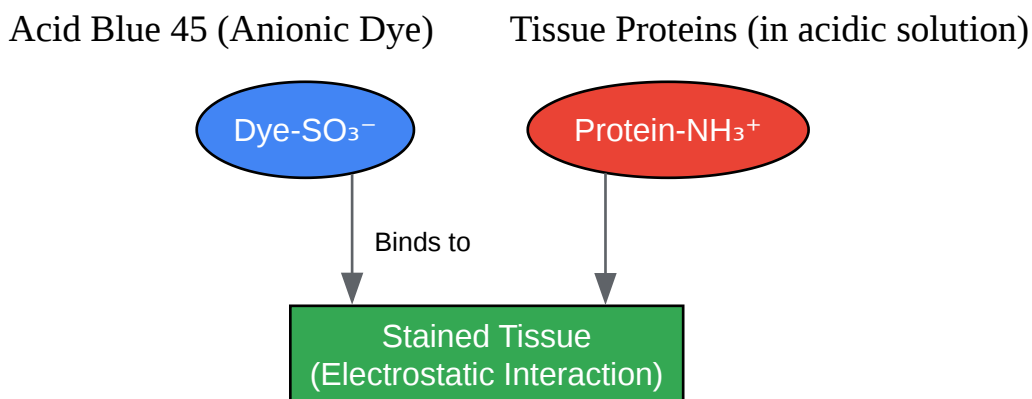 Acid Blue 45 (Anionic Dye)
Tissue Proteins (in acidic solution)
Dye-SO₃⁻
Protein-NH₃⁺
Binds to
Stained Tissue
(Electrostatic Interaction)